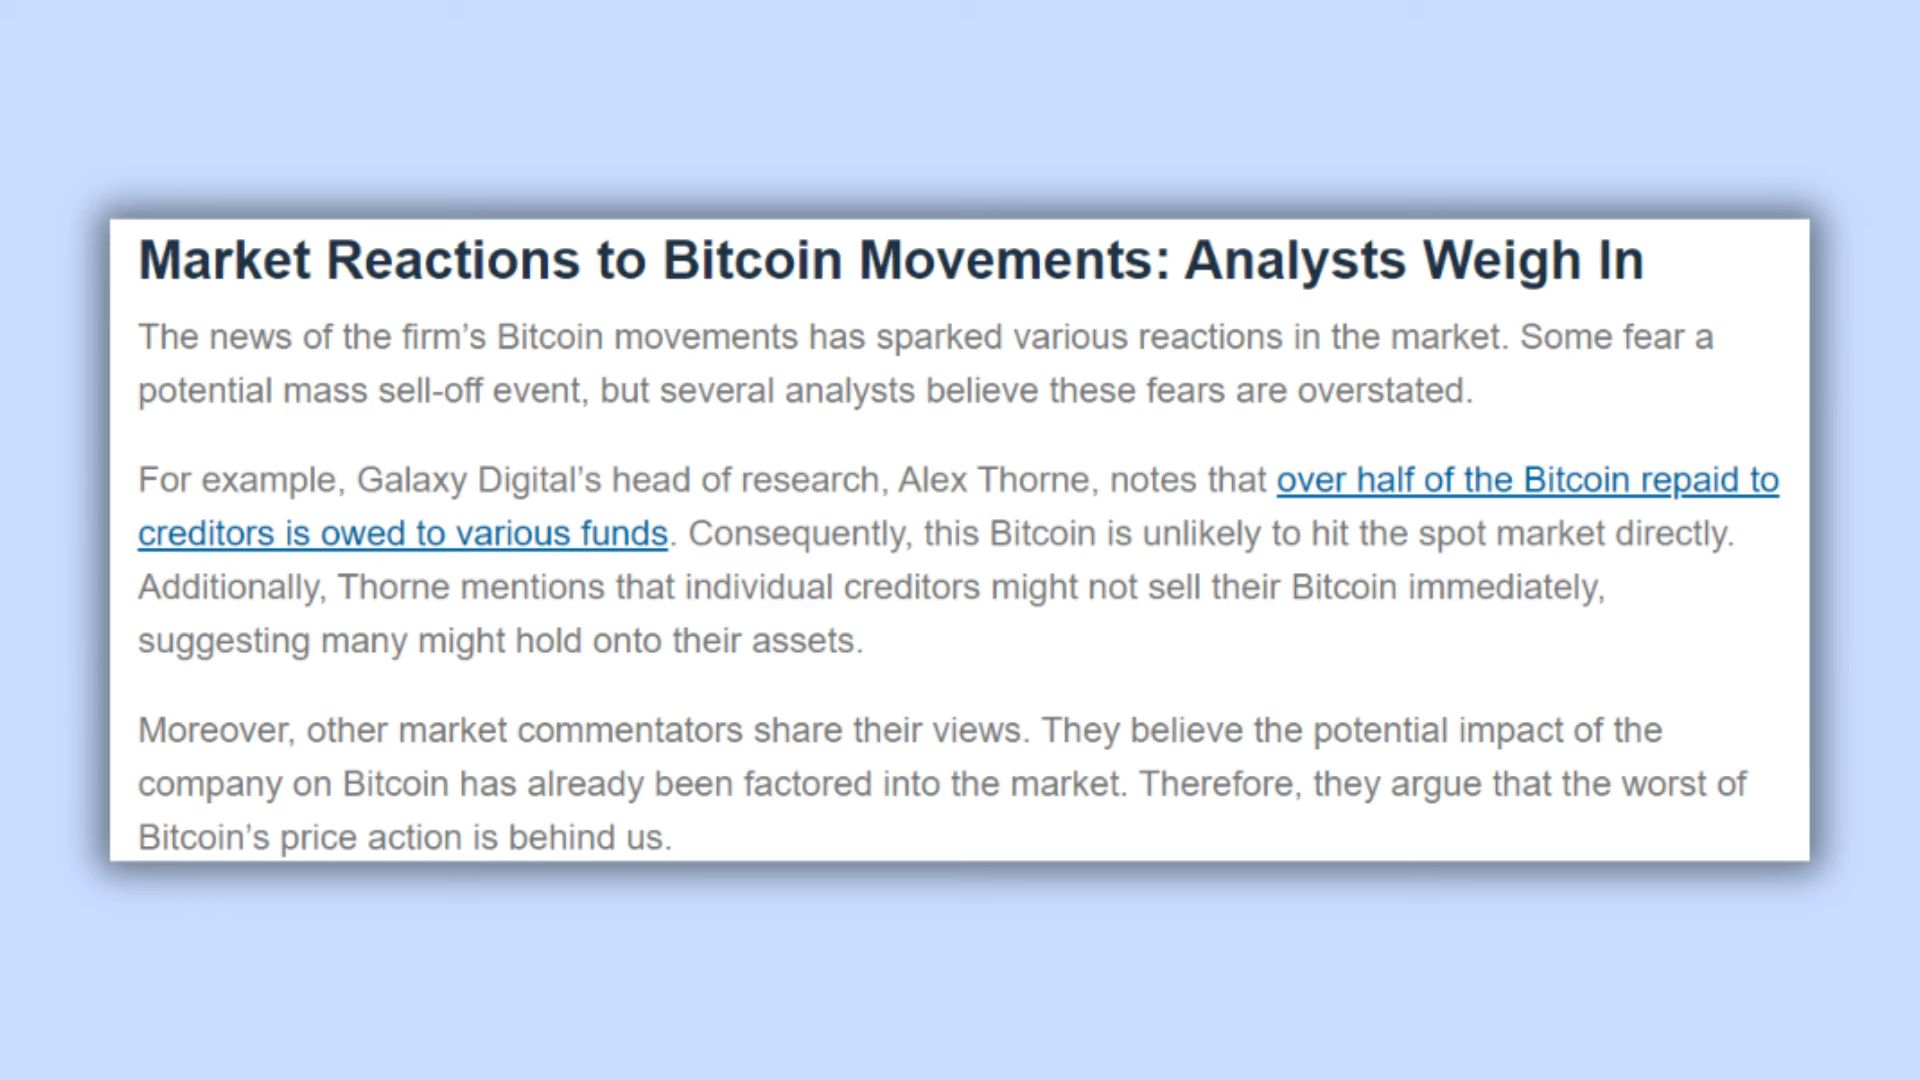 Market Reactions to Bitcoin Movements: Analysts Weigh In
The news of the firm’s Bitcoin movements has sparked various reactions in the market. Some fear a
potential mass sell-off event, but several analysts believe these fears are overstated.
For example, Galaxy Digital’s head of research, Alex Thorne, notes that over half of the Bitcoin repaid to
creditors is owed to various funds. Consequently, this Bitcoin is unlikely to hit the spot market directly.
Additionally, Thorne mentions that individual creditors might not sell their Bitcoin immediately,
suggesting many might hold onto their assets.
Moreover, other market commentators share their views. They believe the potential impact of the
company on Bitcoin has already been factored into the market. Therefore, they argue that the worst of
Bitcoin’s price action is behind us.